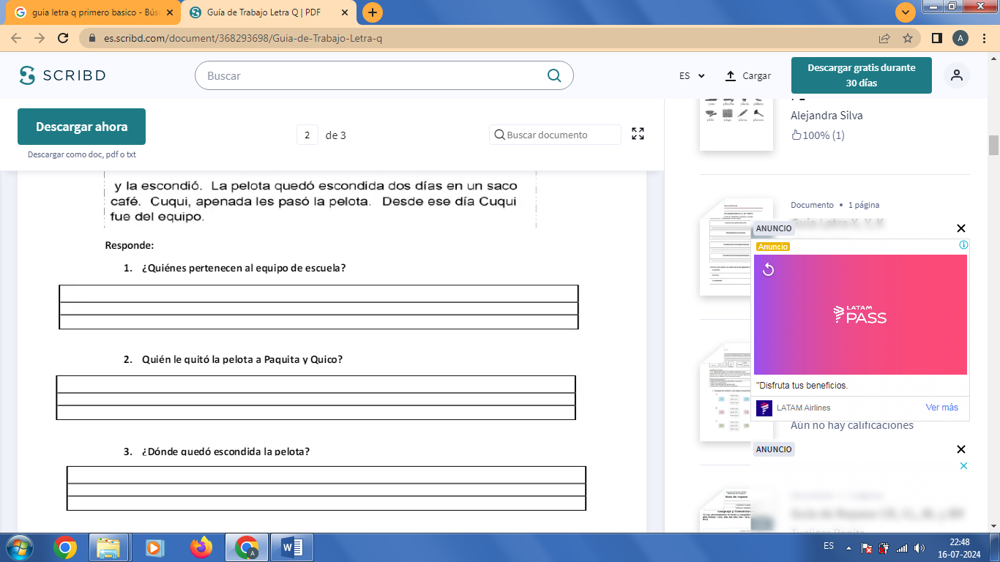 guia letra q primero basico - Bús
Guía de Trabajo Letra Q | PDF
es.scribd.com/document/368293698/Guia-de-Trabajo-Letra-q
A
SCRIBD
Buscar
ES
Cargar
Descargar gratis durante
30 días
Descargar ahora
Descargar como doc, pdf o txt
2 de 3
Buscar documento
y la escondió. La pelota quedó escondida dos días en un saco
café. Cuqui, apenada les pasó la pelota. Desde ese día Cuqui
fue del equipo.
Responde:
1. ¿Quiénes pertenecen al equipo de escuela?
2. Quién le quitó la pelota a Paquita y Quico?
3. ¿Dónde quedó escondida la pelota?
Alejandra Silva
100% (1)
Documento • 1 página
Guia Letra X, Y, K
ANUNCIO
Anuncio
LATAM
PASS
"Disfruta tus beneficios.
LATAM Airlines
Ver más
Aún no hay calificaciones
ANUNCIO
Guía de repaso
ES
22:48
16-07-2024